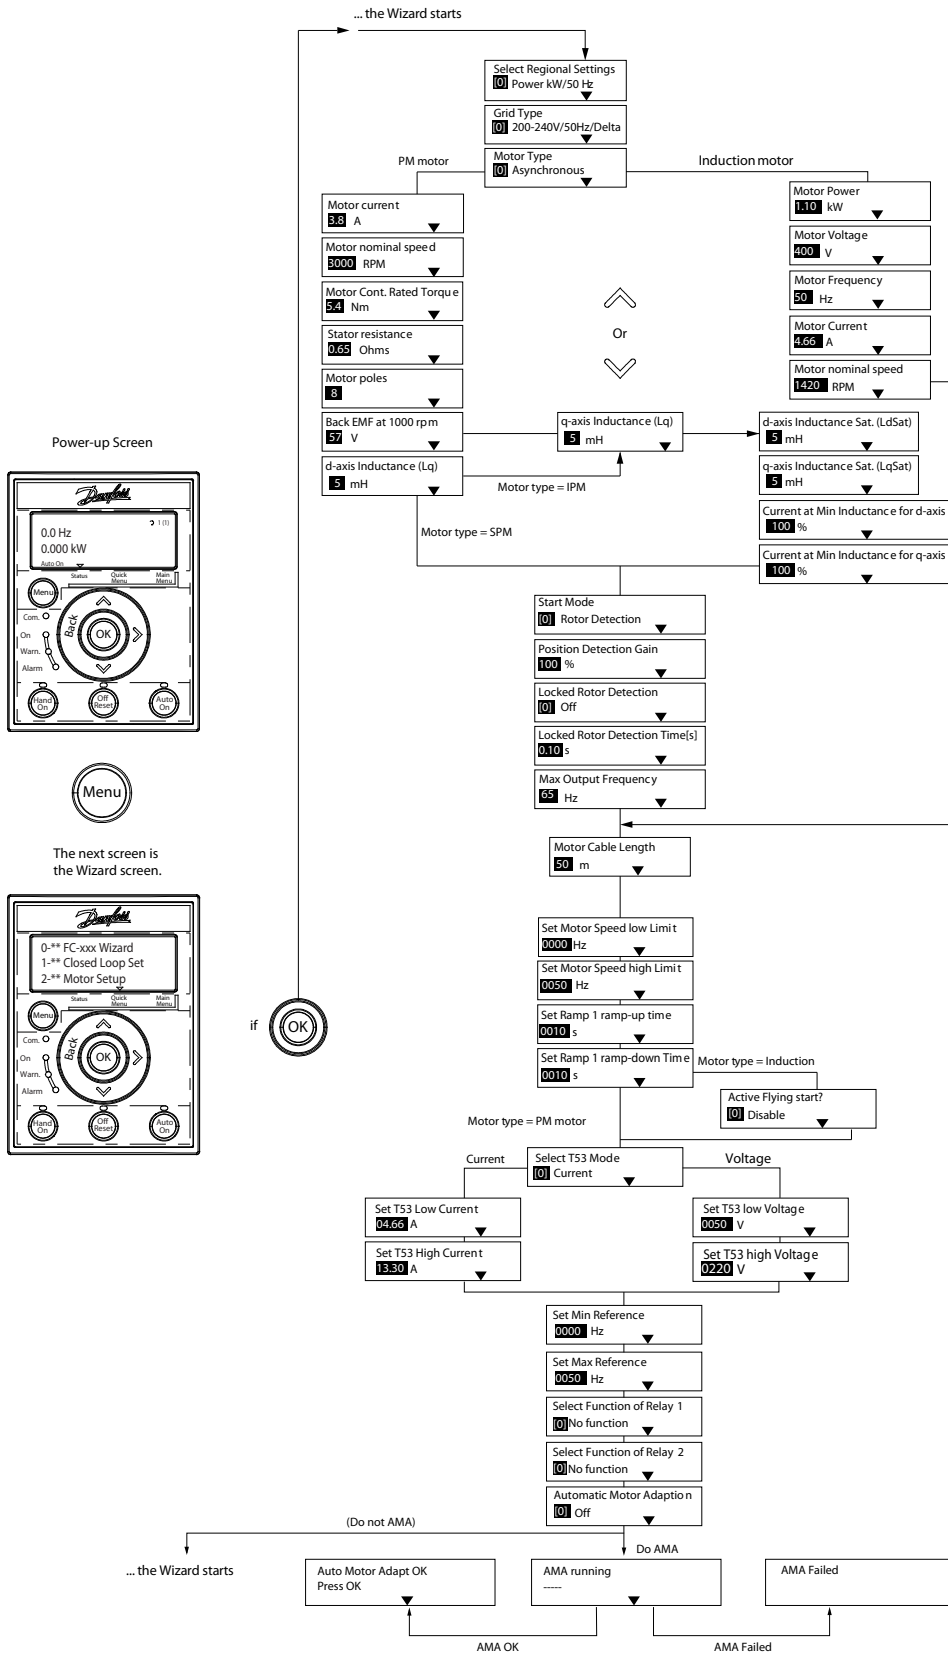 ... the Wizard starts
Select Regional Settings
[0] Power kW/50 Hz
Grid Type
[0] 200-240V/50Hz/Delta
Motor Type
[0] Asynchronous
PM motor
Induction motor
Motor current
3.8 A
Motor nominal speed
3000 RPM
Motor Cont. Rated Torque
5.4 Nm
Stator resistance
0.65 Ohms
Motor poles
8
Back EMF at 1000 rpm
57 V
d-axis Inductance (Lq)
5 mH
Or
Motor Power
1.10 kW
Motor Voltage
400 V
Motor Frequency
50 Hz
Motor Current
4.66 A
Motor nominal speed
1420 RPM
q-axis Inductance (Lq)
5 mH
Motor type = IPM
Motor type = SPM
d-axis Inductance Sat. (LdSat)
5 mH
q-axis Inductance Sat. (LqSat)
5 mH
Current at Min Inductance for d-axis
100 %
Current at Min Inductance for q-axis
100 %
Power-up Screen
Danfoss
1 (1)
0.0 Hz
0.000 kW
Auto On
Status
Quick Menu
Main Menu
Menu
Com.
On
Warn.
Alarm
Back
OK
Hand On
Off Reset
Auto On
Menu
The next screen is
the Wizard screen.
Danfoss
0-** FC-xxx Wizard
1-** Closed Loop Set
2-** Motor Setup
Status
Quick Menu
Main Menu
Menu
Com.
On
Warn.
Alarm
Back
OK
Hand On
Off Reset
Auto On
if
OK
Start Mode
[0] Rotor Detection
Position Detection Gain
100 %
Locked Rotor Detection
[0] Off
Locked Rotor Detection Time[s]
0.10 s
Max Output Frequency
65 Hz
Motor Cable Length
50 m
Set Motor Speed low Limit
0000 Hz
Set Motor Speed high Limit
0050 Hz
Set Ramp 1 ramp-up time
0010 s
Set Ramp 1 ramp-down Time
0010 s
Motor type = Induction
Active Flying start?
[0] Disable
Motor type = PM motor
Select T53 Mode
[0] Current
Current
Voltage
Set T53 Low Current
04.66 A
Set T53 High Current
13.30 A
Set T53 low Voltage
0050 V
Set T53 high Voltage
0220 V
Set Min Reference
0000 Hz
Set Max Reference
0050 Hz
Select Function of Relay 1
[0] No function
Select Function of Relay 2
[0] No function
Automatic Motor Adaption
[0] Off
(Do not AMA)
Do AMA
... the Wizard starts
Auto Motor Adapt OK
Press OK
AMA running
-----
AMA Failed
AMA OK
AMA Failed